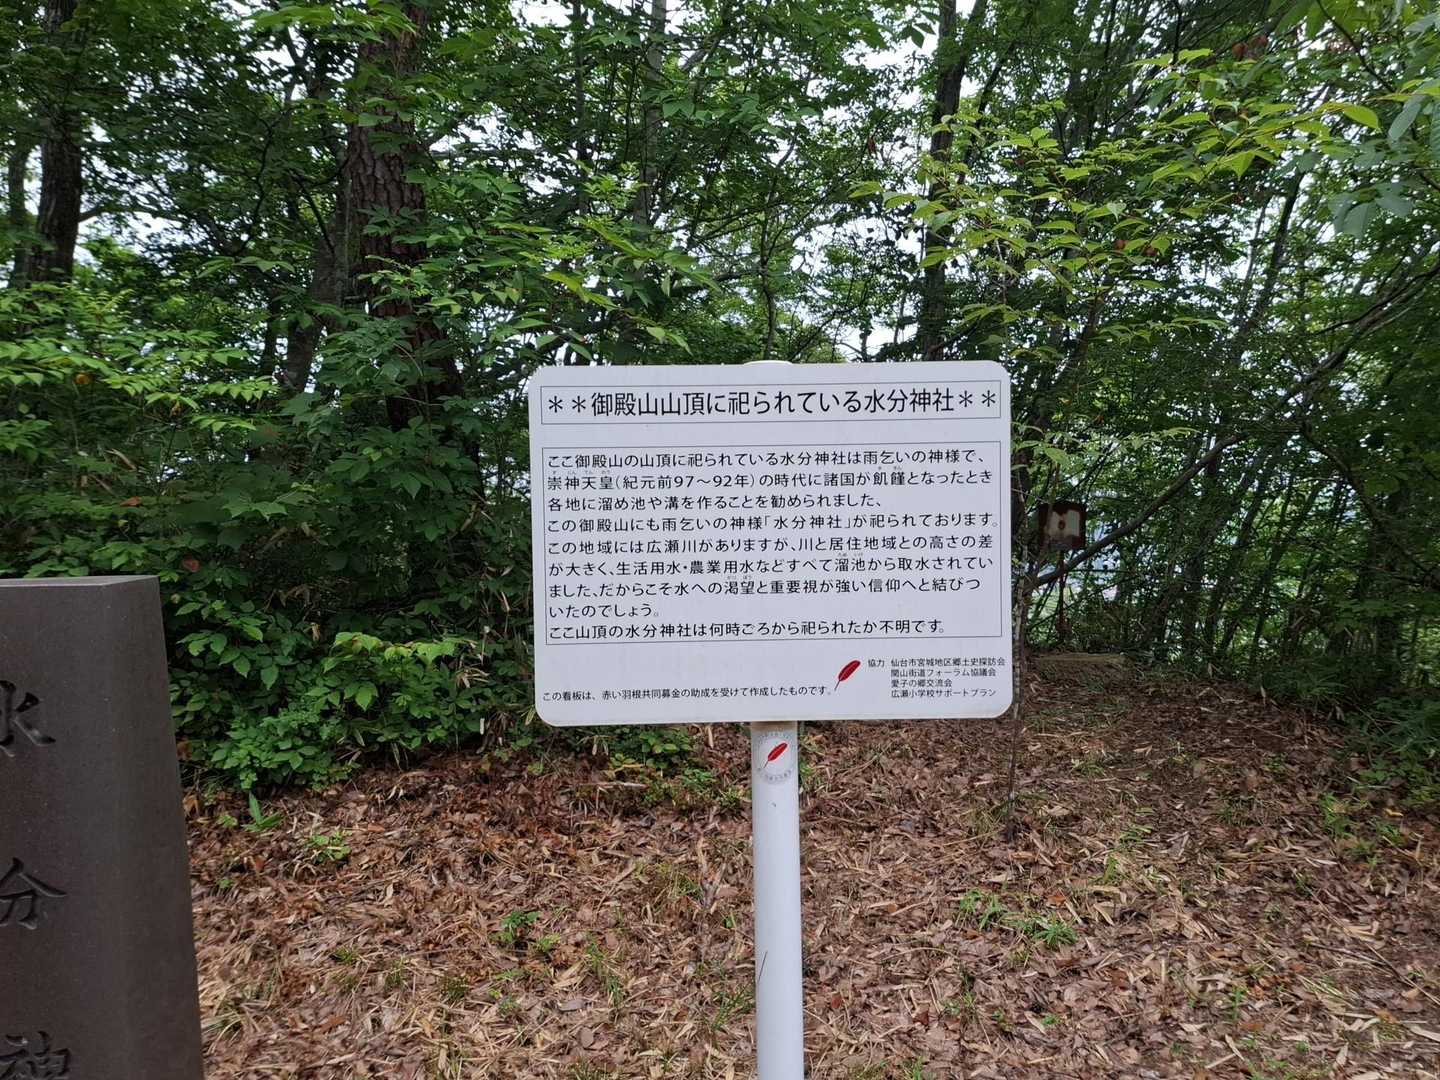 ＊＊御殿山山頂に祀られている水分神社＊＊
ここ御殿山の山頂に祀られている水分神社は雨乞いの神様で、
崇神天皇(紀元前97～92年)の時代に諸国が飢饉となったとき
各地に溜め池や溝を作ることを勧められました、
この御殿山にも雨乞いの神様「水分神社」が祀られております。
この地域には広瀬川がありますが、川と居住地域との高さの差
が大きく、生活用水・農業用水などすべて溜池から取水されてい
ました、だからこそ水への渇望と重要視が強い信仰へと結びつ
いたのでしょう。
ここ山頂の水分神社は何時ごろから祀られたか不明です。
この看板は、赤い羽根共同募金の助成を受けて作成したものです。
協力 仙台市宮城地区郷土史探訪会
関山街道フォーラム協議会
愛子の郷交流会
広瀬小学校サポートプラン
水分神